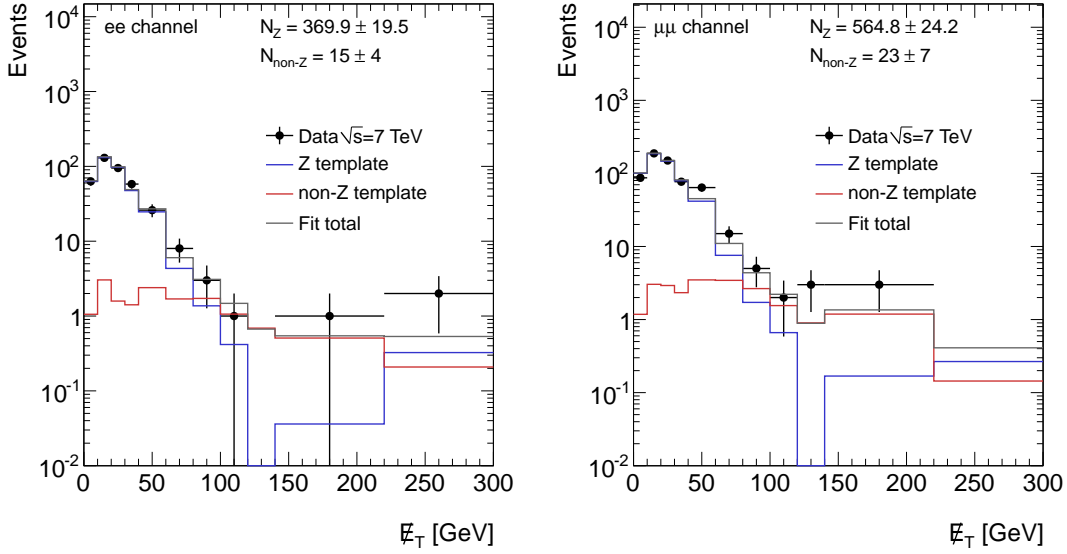 Events
ee channel
N_Z = 369.9 ± 19.5
N_non-Z = 15 ± 4
Data √s=7 TeV
Z template
non-Z template
Fit total
10^4
10^3
10^2
10
1
10^-1
10^-2
0 50 100 150 200 250 300
E̸_T [GeV]
Events
μμ channel
N_Z = 564.8 ± 24.2
N_non-Z = 23 ± 7
Data √s=7 TeV
Z template
non-Z template
Fit total
10^4
10^3
10^2
10
1
10^-1
10^-2
0 50 100 150 200 250 300
E̸_T [GeV]